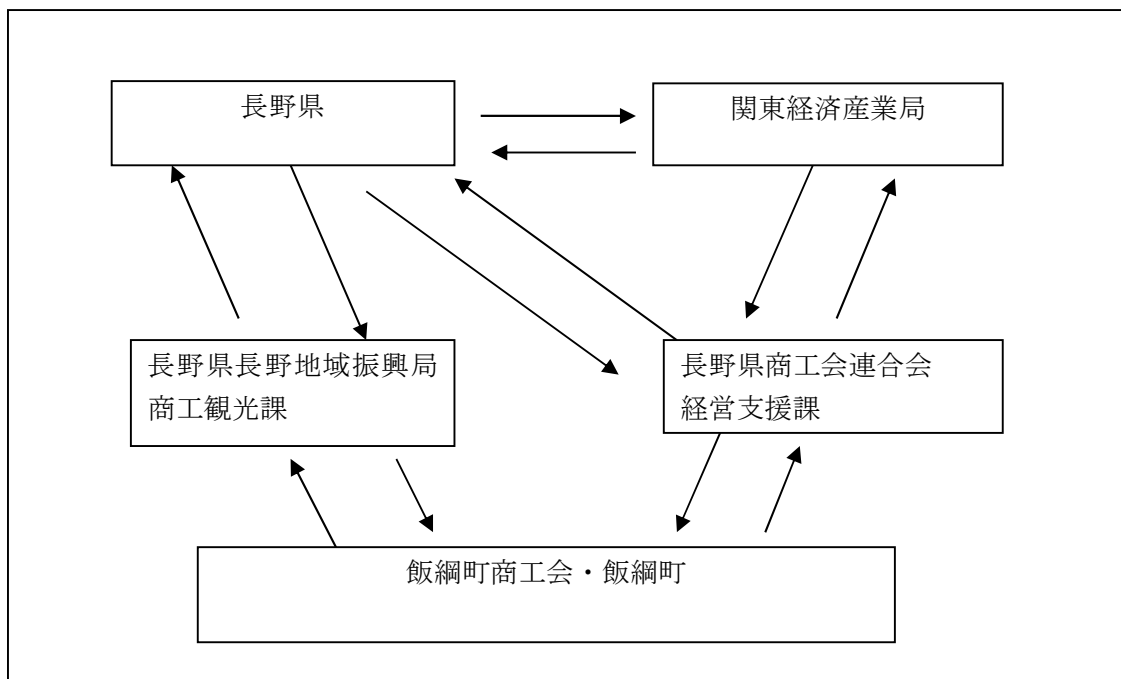 長野県
関東経済産業局
長野県長野地域振興局
商工観光課
長野県商工会連合会
経営支援課
飯綱町商工会・飯綱町